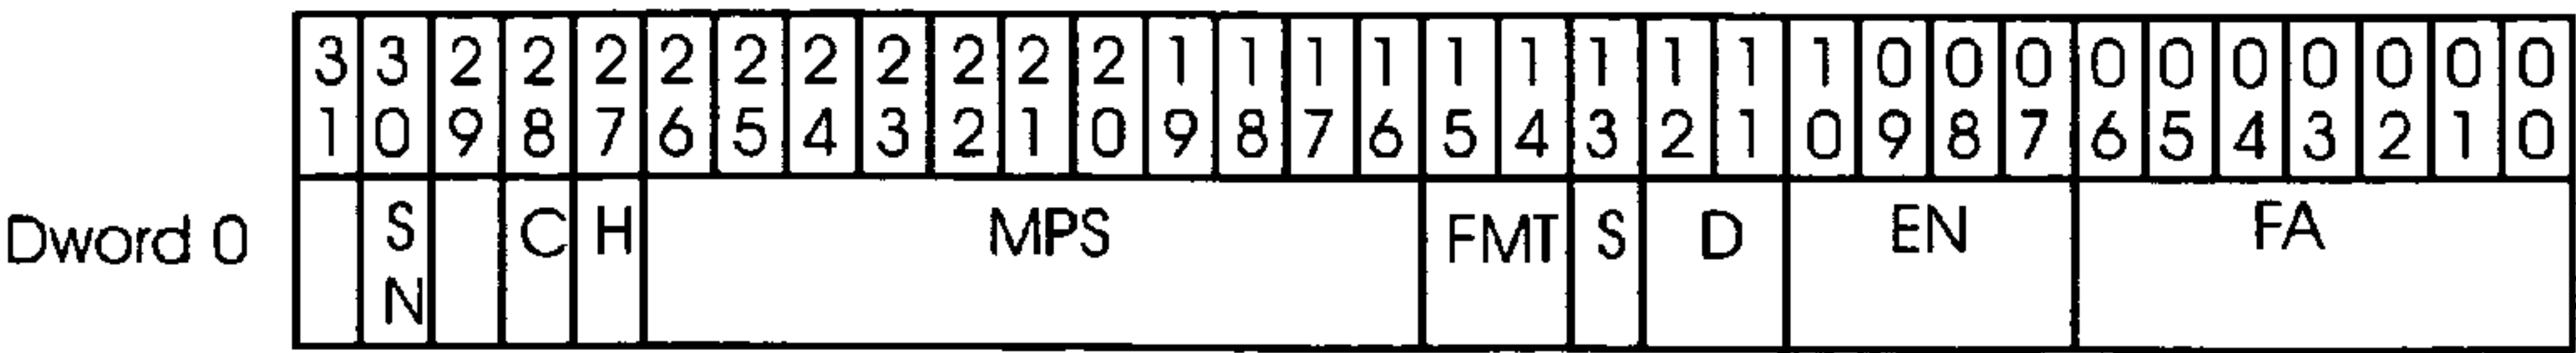 3 3 2 2 2 2 2 2 2 2 2 2 1 1 1 1 1 1 1 1 1 1 0 0 0 0 0 0 0 0 0 0
1 0 9 8 7 6 5 4 3 2 1 0 9 8 7 6 5 4 3 2 1 0 9 8 7 6 5 4 3 2 1 0
Dword 0 S C H MPS FMT S D EN FA
N